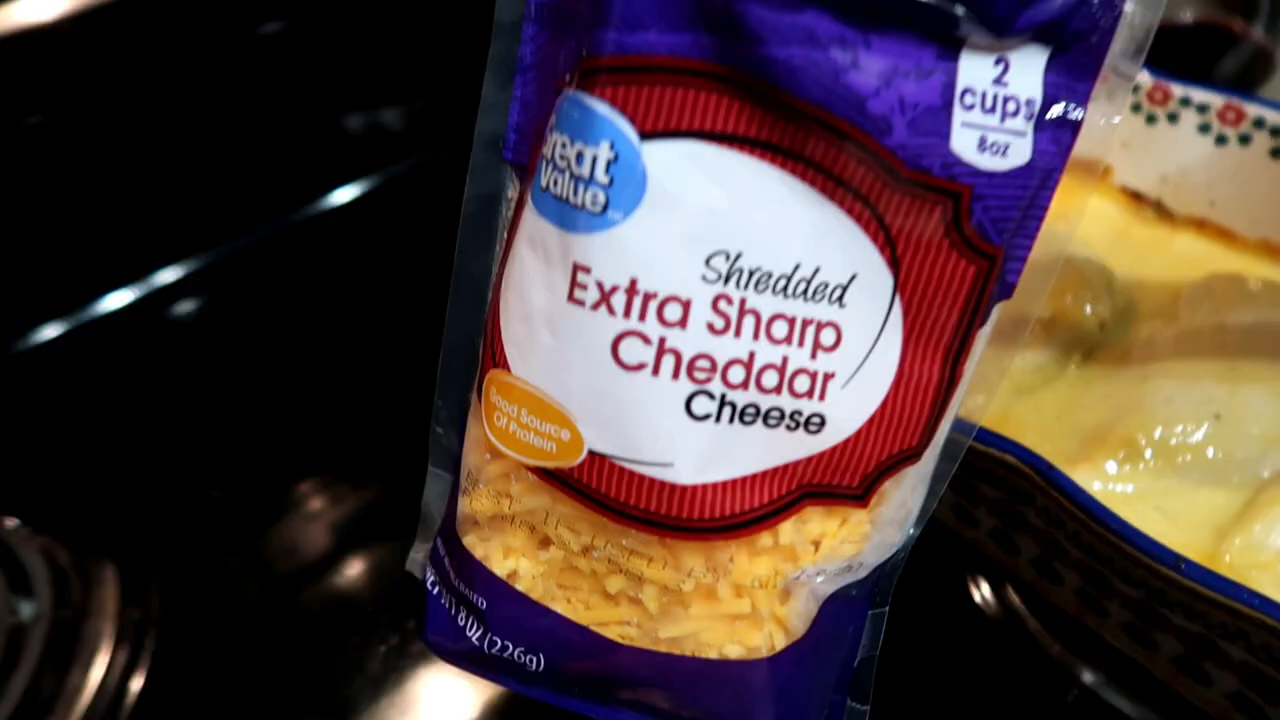 2
cups
8oz
Great
Value
Shredded
Extra Sharp
Cheddar
Cheese
Good Source
Of Protein
8 OZ (226g)